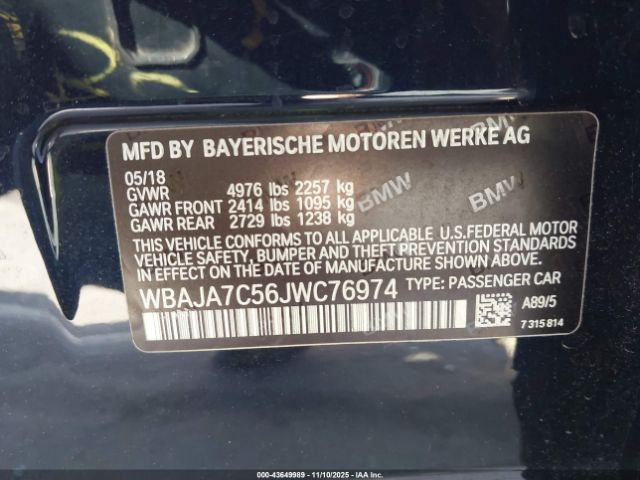 MFD BY BAYERISCHE MOTOREN WERKE AG
05/18
GVWR 4976 lbs 2257 kg
GAWR FRONT 2414 lbs 1095 kg
GAWR REAR 2729 lbs 1238 kg
THIS VEHICLE CONFORMS TO ALL APPLICABLE U.S.FEDERAL MOTOR
VEHICLE SAFETY, BUMPER AND THEFT PREVENTION STANDARDS
IN EFFECT ON THE DATE OF MANUFACTURE SHOWN ABOVE.
WBAJA7C56JWC76974 TYPE: PASSENGER CAR
A89/5
7 315 814
BMW
BMW
BMW
000-43649989 - 11/10/2025 - IAAI.COM